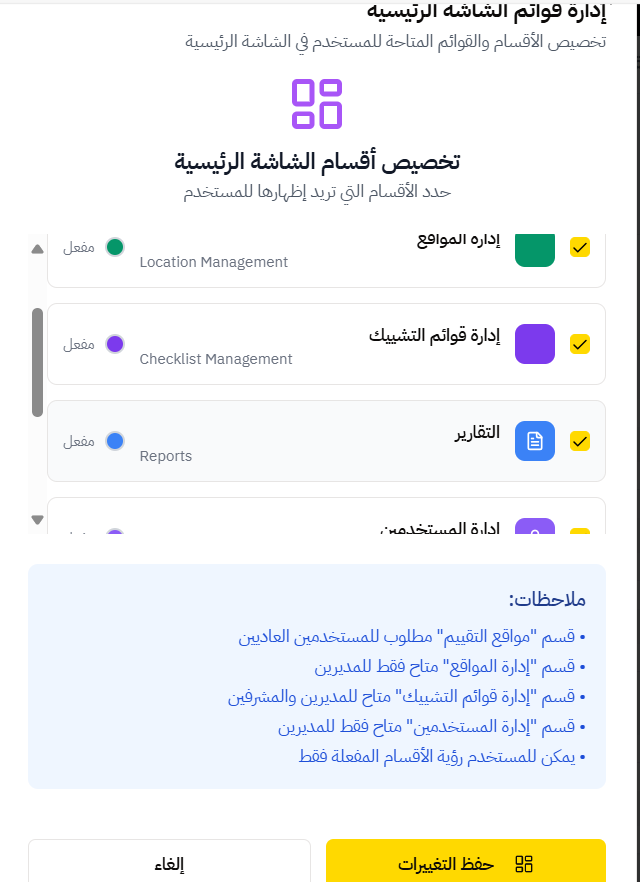 إدارة قوائم الشاشة الرئيسية
تخصيص الأقسام والقوائم المتاحة للمستخدم في الشاشة الرئيسية
تخصيص أقسام الشاشة الرئيسية
حدد الأقسام التي تريد إظهارها للمستخدم
إدارة المواقع
Location Management
مفعل
إدارة قوائم التشييك
Checklist Management
مفعل
التقارير
Reports
مفعل
إدارة المستخدمين
ملاحظات:
• قسم "مواقع التقييم" مطلوب للمستخدمين العاديين
• قسم "إدارة المواقع" متاح فقط للمديرين
• قسم "إدارة قوائم التشييك" متاح للمديرين والمشرفين
• قسم "إدارة المستخدمين" متاح فقط للمديرين
• يمكن للمستخدم رؤية الأقسام المفعلة فقط
حفظ التغييرات
إلغاء